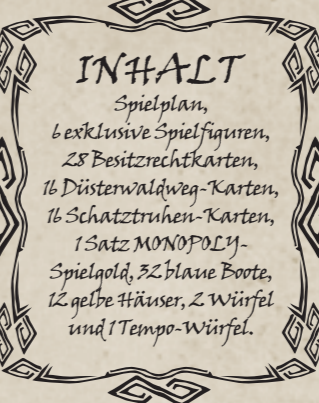 INHALT
Spielplan,
6 exklusive Spielfiguren,
28 Besitzrechtkarten,
16 Düsterwaldweg-Karten,
16 Schatztruhen-Karten,
1 Satz MONOPOLY-
Spielgold, 32 blaue Boote,
12 gelbe Häuser, 2 Würfel
und 1 Tempo-Würfel.